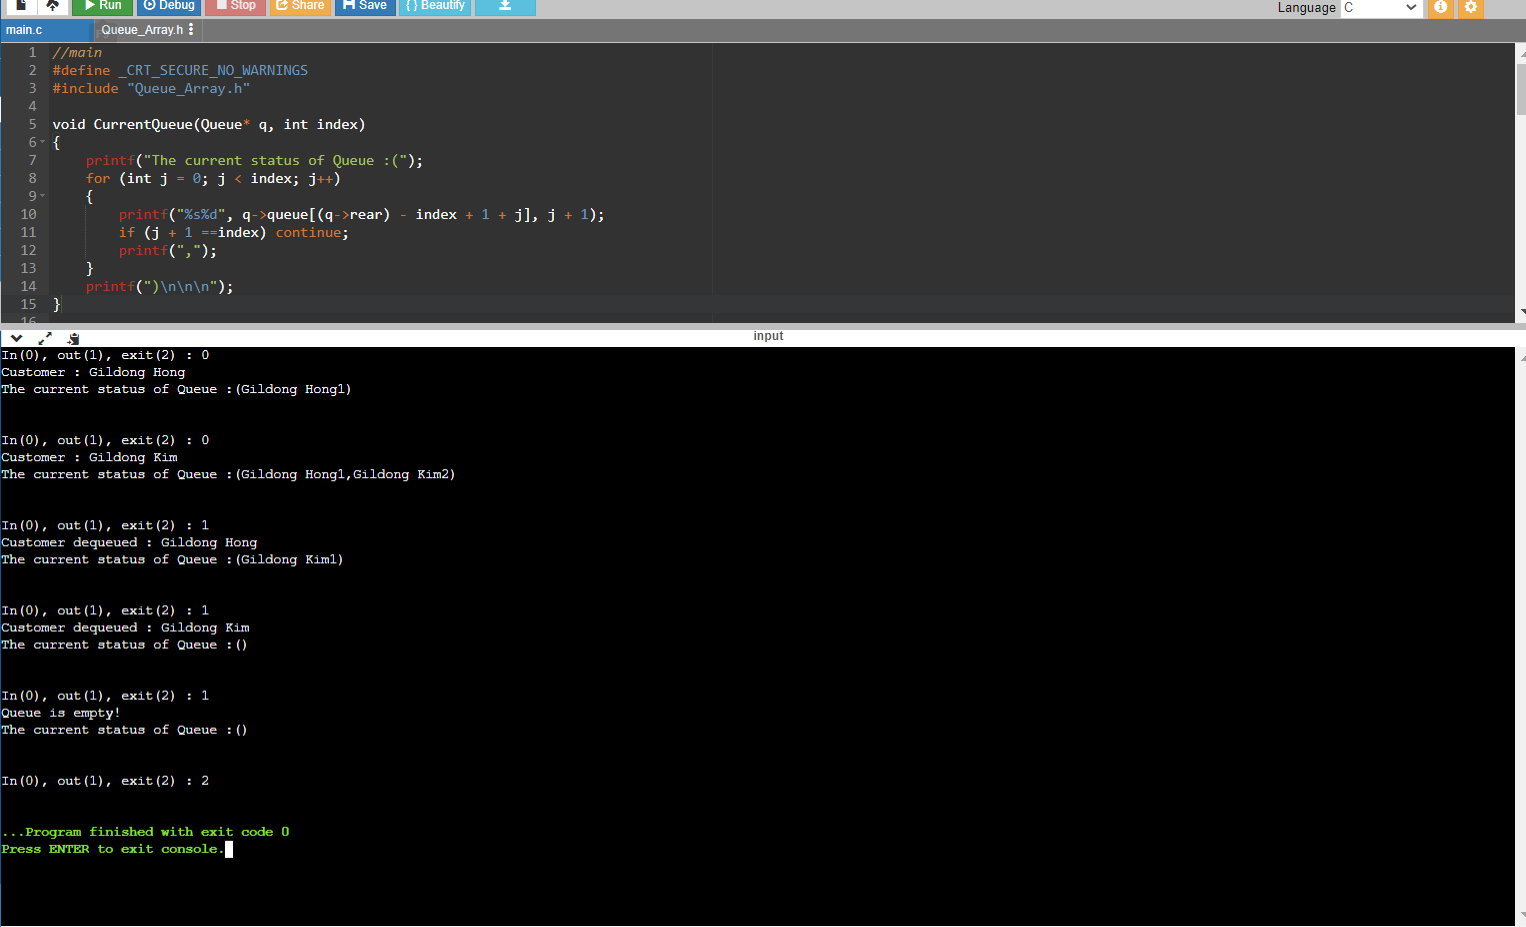 Run Debug Stop Share Save { } Beautify Language C
main.c Queue_Array.h
1 //main
2 #define _CRT_SECURE_NO_WARNINGS
3 #include "Queue_Array.h"
4
5 void CurrentQueue(Queue* q, int index)
6 {
7 printf("The current status of Queue :(");
8 for (int j = 0; j < index; j++)
9 {
10 printf("%s%d", q->queue[(q->rear) - index + 1 + j], j + 1);
11 if (j + 1 ==index) continue;
12 printf(",");
13 }
14 printf(")\n\n\n");
15 }
16
input
In(0), out(1), exit(2) : 0
Customer : Gildong Hong
The current status of Queue :(Gildong Hong1)
In(0), out(1), exit(2) : 0
Customer : Gildong Kim
The current status of Queue :(Gildong Hong1,Gildong Kim2)
In(0), out(1), exit(2) : 1
Customer dequeued : Gildong Hong
The current status of Queue :(Gildong Kim1)
In(0), out(1), exit(2) : 1
Customer dequeued : Gildong Kim
The current status of Queue :()
In(0), out(1), exit(2) : 1
Queue is empty!
The current status of Queue :()
In(0), out(1), exit(2) : 2
...Program finished with exit code 0
Press ENTER to exit console.